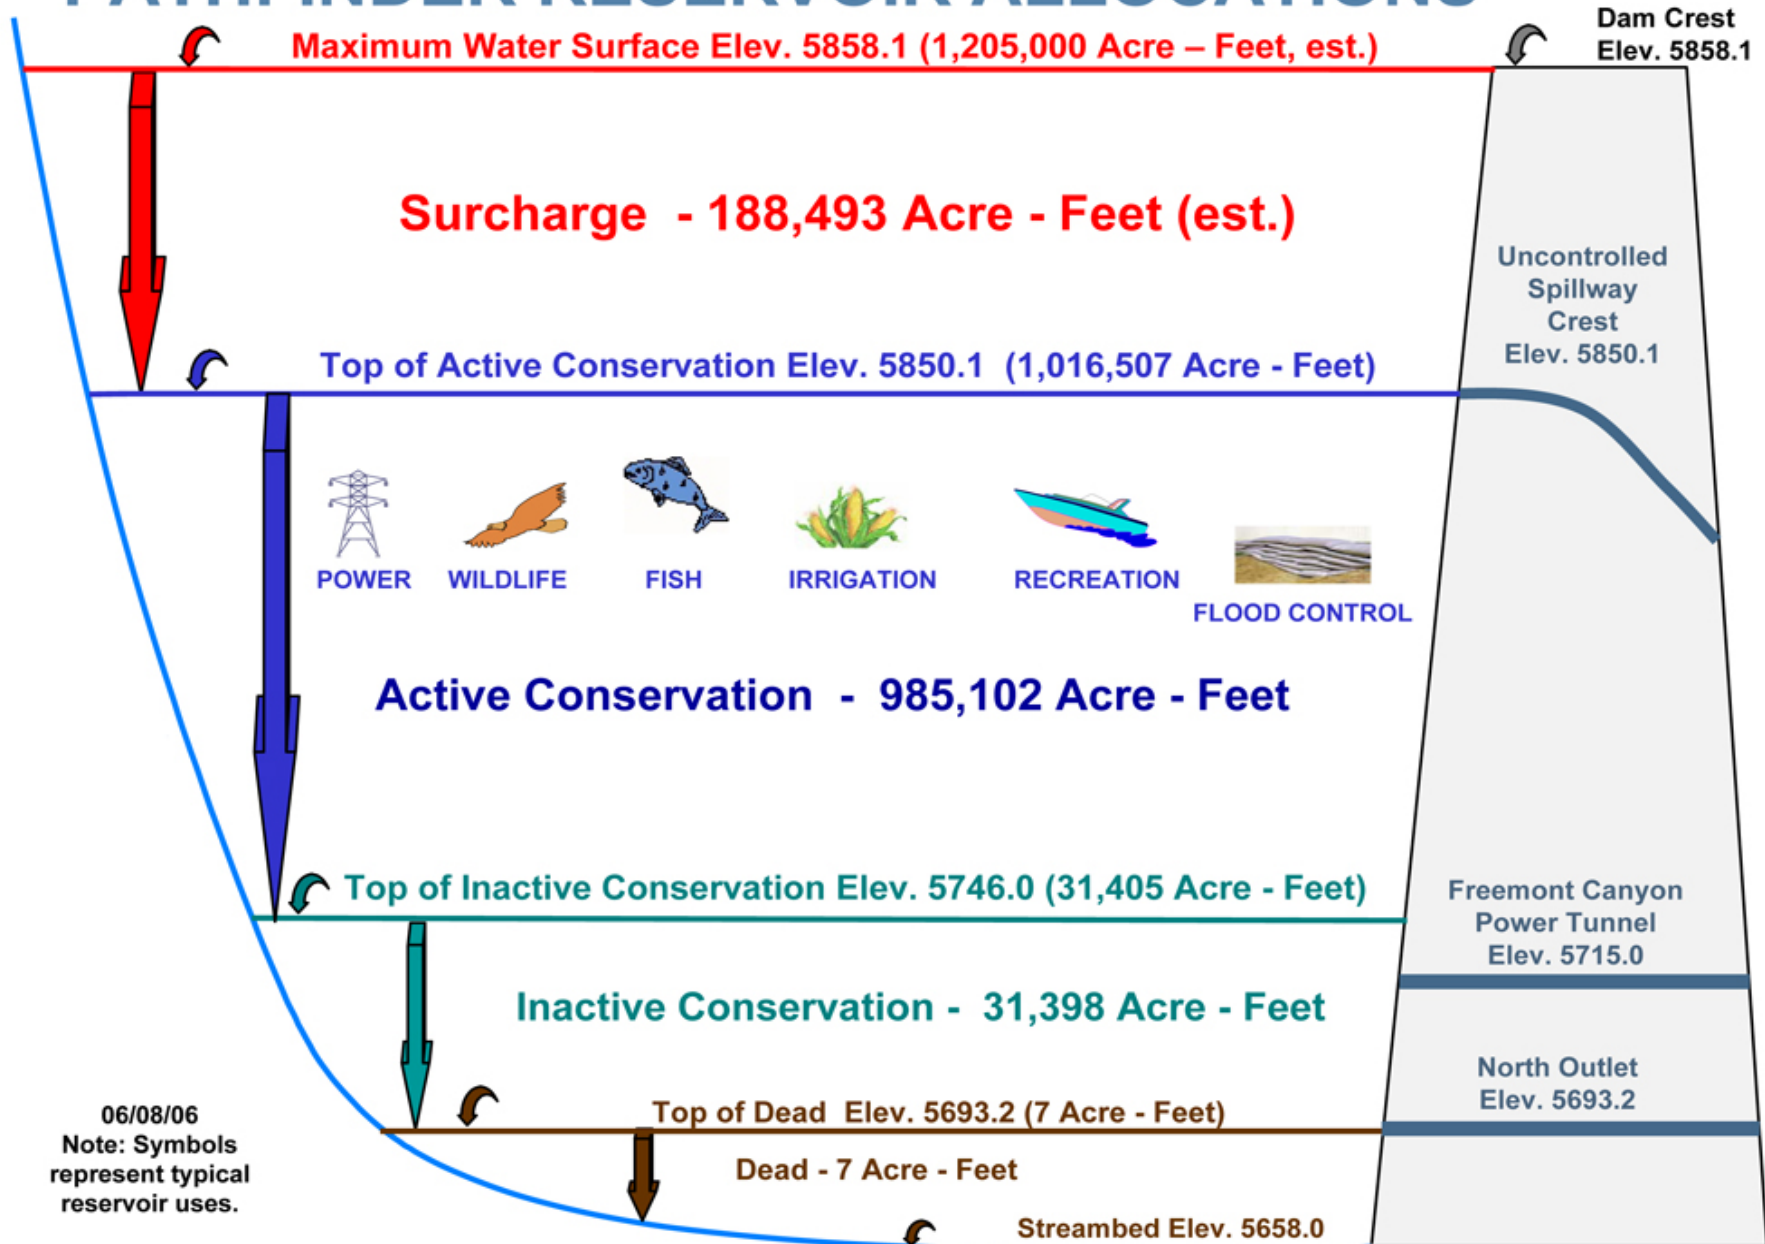 PATHFINDER RESERVOIR ALLOCATIONS
Dam Crest
Elev. 5858.1
Maximum Water Surface Elev. 5858.1 (1,205,000 Acre – Feet, est.)
Surcharge - 188,493 Acre - Feet (est.)
Uncontrolled
Spillway
Crest
Elev. 5850.1
Top of Active Conservation Elev. 5850.1 (1,016,507 Acre - Feet)
POWER
WILDLIFE
FISH
IRRIGATION
RECREATION
FLOOD CONTROL
Active Conservation - 985,102 Acre - Feet
Top of Inactive Conservation Elev. 5746.0 (31,405 Acre - Feet)
Freemont Canyon
Power Tunnel
Elev. 5715.0
Inactive Conservation - 31,398 Acre - Feet
North Outlet
Elev. 5693.2
Top of Dead Elev. 5693.2 (7 Acre - Feet)
Dead - 7 Acre - Feet
Streambed Elev. 5658.0
06/08/06
Note: Symbols
represent typical
reservoir uses.